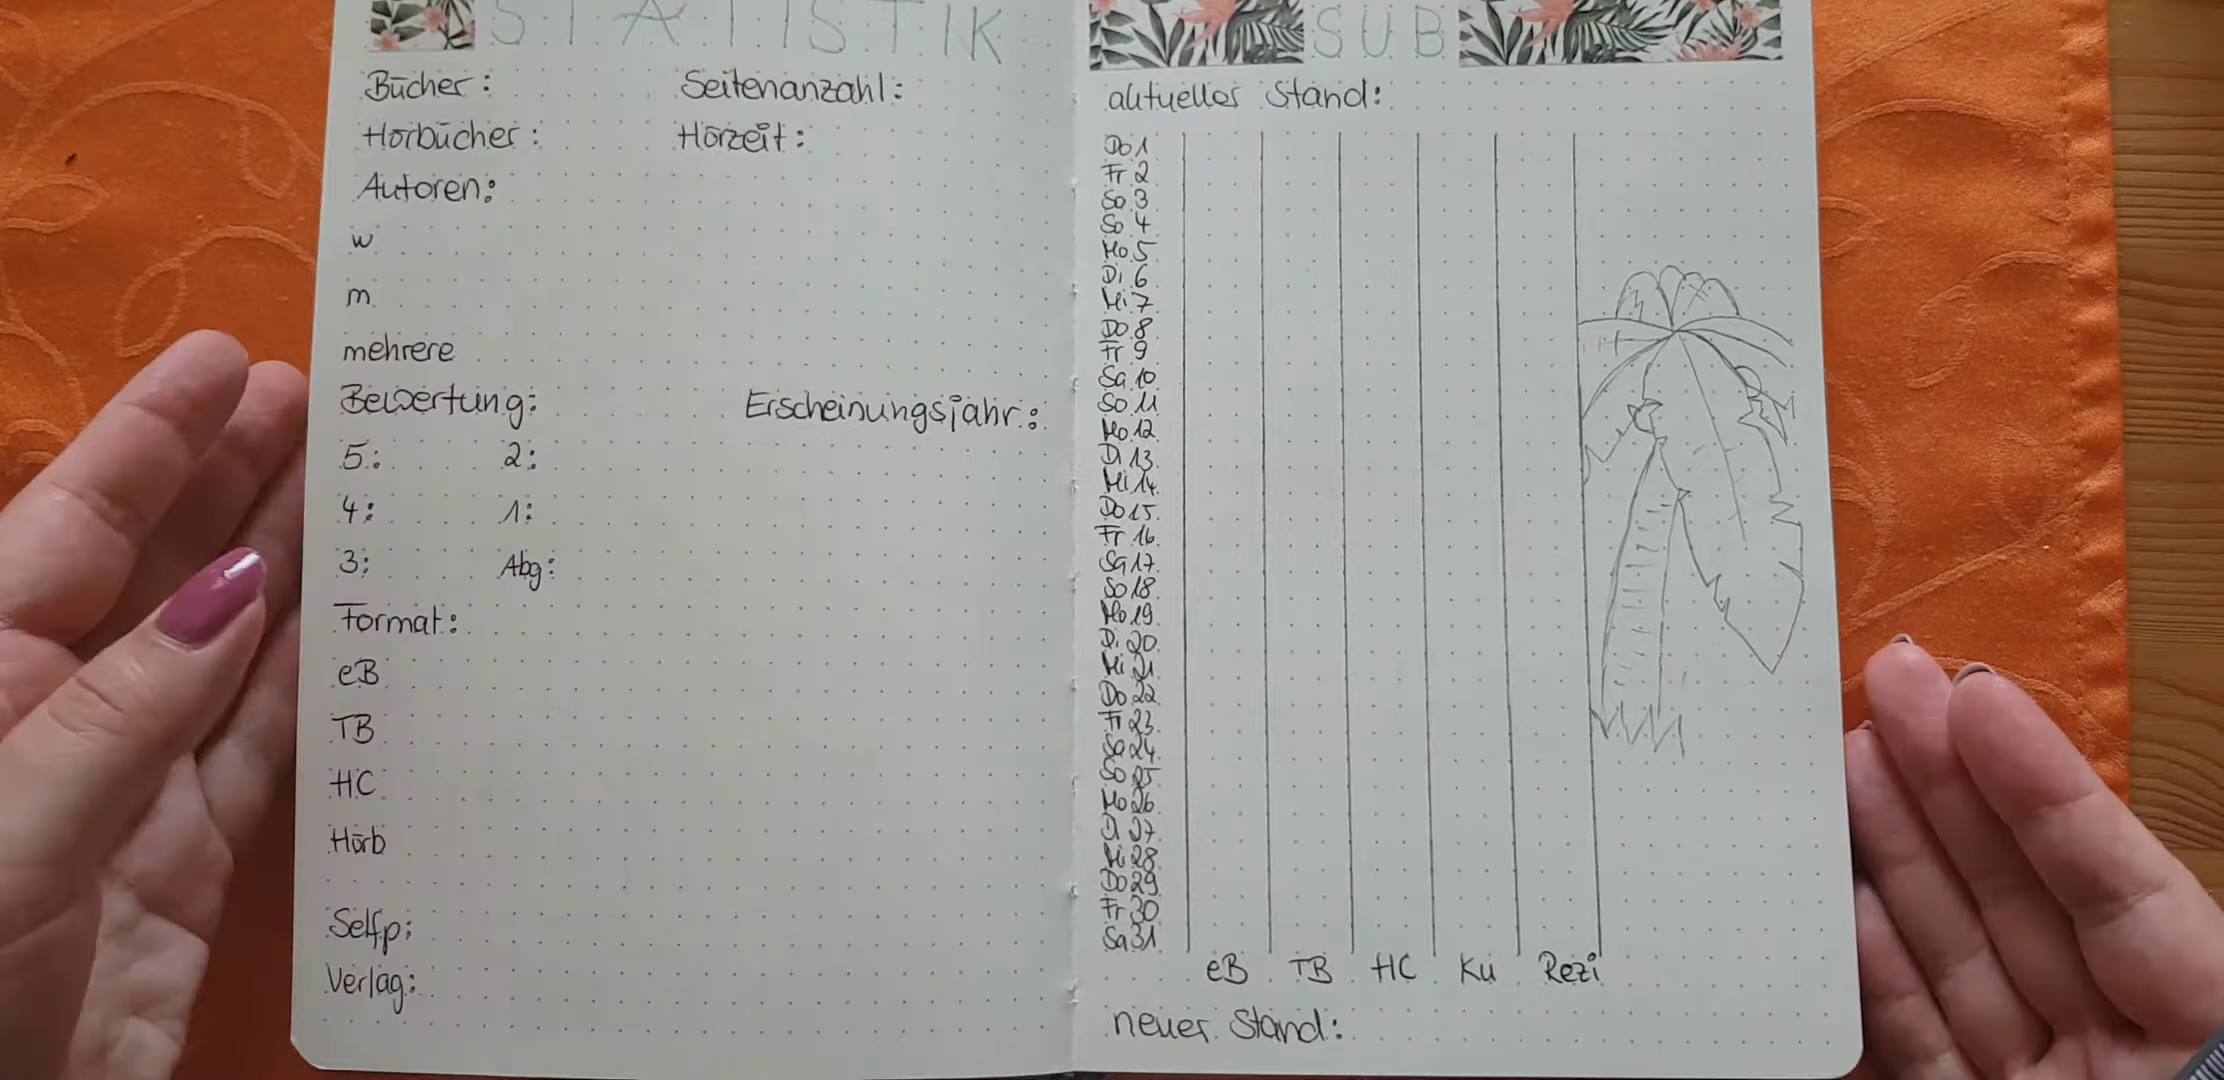 STATISTIK
Bücher: Seitenanzahl:
Hörbücher: Hörzeit:
Autoren:
w
m
mehrere
Bewertung: Erscheinungsjahr:
5: 2:
4: 1:
3: Abg:
Format:
eB
TB
HC
Hörb
Selfp:
Verlag:
SUB
aktueller Stand:
Do 1
Fr 2
Sa 3
So 4
Mo 5
Di 6
Mi 7
Do 8
Fr 9
Sa 10
So 11
Mo 12
Di 13
Mi 14
Do 15
Fr 16
Sa 17
So 18
Mo 19
Di 20
Mi 21
Do 22
Fr 23
Sa 24
So 25
Mo 26
Di 27
Mi 28
Do 29
Fr 30
Sa 31
eB TB HC Ku Rezi
neuer Stand: